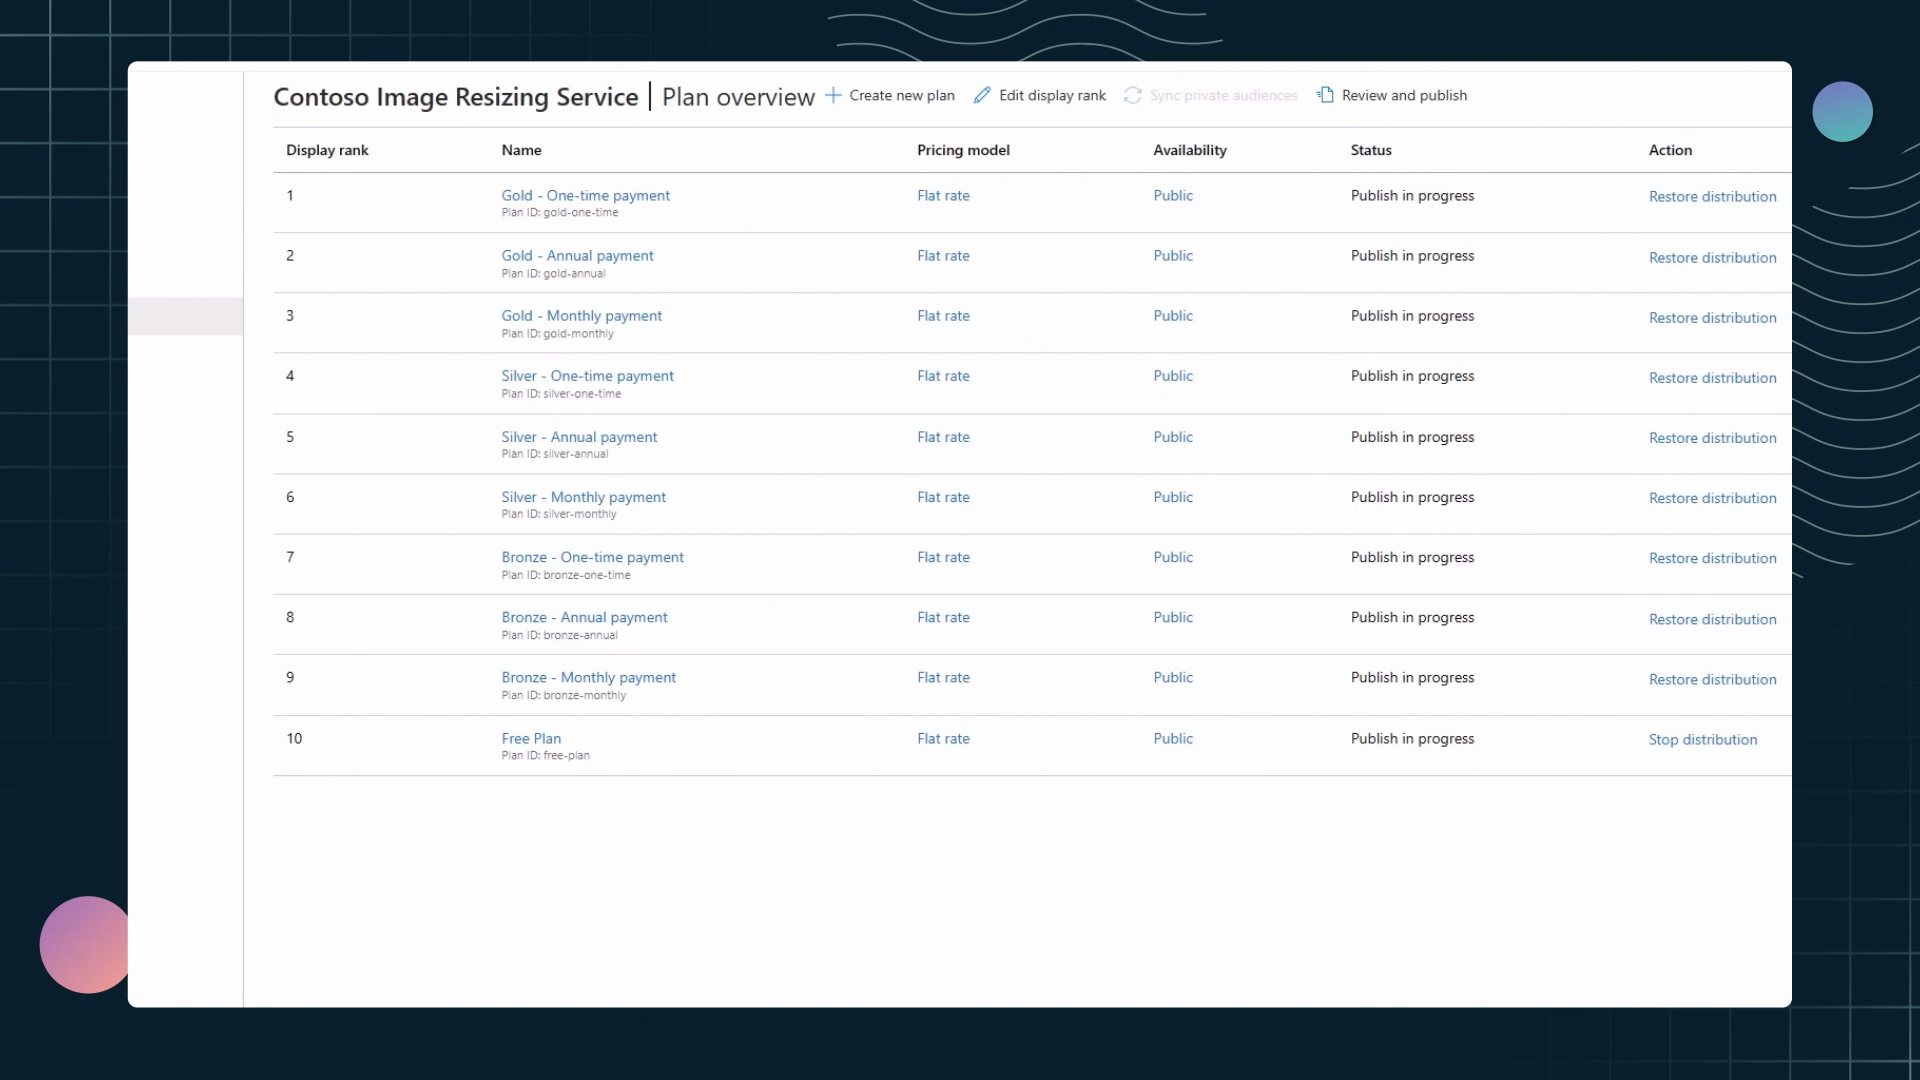 Contoso Image Resizing Service | Plan overview Create new plan Edit display rank Sync private audiences Review and publish
Display rank Name Pricing model Availability Status Action
1 Gold - One-time payment Flat rate Public Publish in progress Restore distribution
Plan ID: gold-one-time
2 Gold - Annual payment Flat rate Public Publish in progress Restore distribution
Plan ID: gold-annual
3 Gold - Monthly payment Flat rate Public Publish in progress Restore distribution
Plan ID: gold-monthly
4 Silver - One-time payment Flat rate Public Publish in progress Restore distribution
Plan ID: silver-one-time
5 Silver - Annual payment Flat rate Public Publish in progress Restore distribution
Plan ID: silver-annual
6 Silver - Monthly payment Flat rate Public Publish in progress Restore distribution
Plan ID: silver-monthly
7 Bronze - One-time payment Flat rate Public Publish in progress Restore distribution
Plan ID: bronze-one-time
8 Bronze - Annual payment Flat rate Public Publish in progress Restore distribution
Plan ID: bronze-annual
9 Bronze - Monthly payment Flat rate Public Publish in progress Restore distribution
Plan ID: bronze-monthly
10 Free Plan Flat rate Public Publish in progress Stop distribution
Plan ID: free-plan